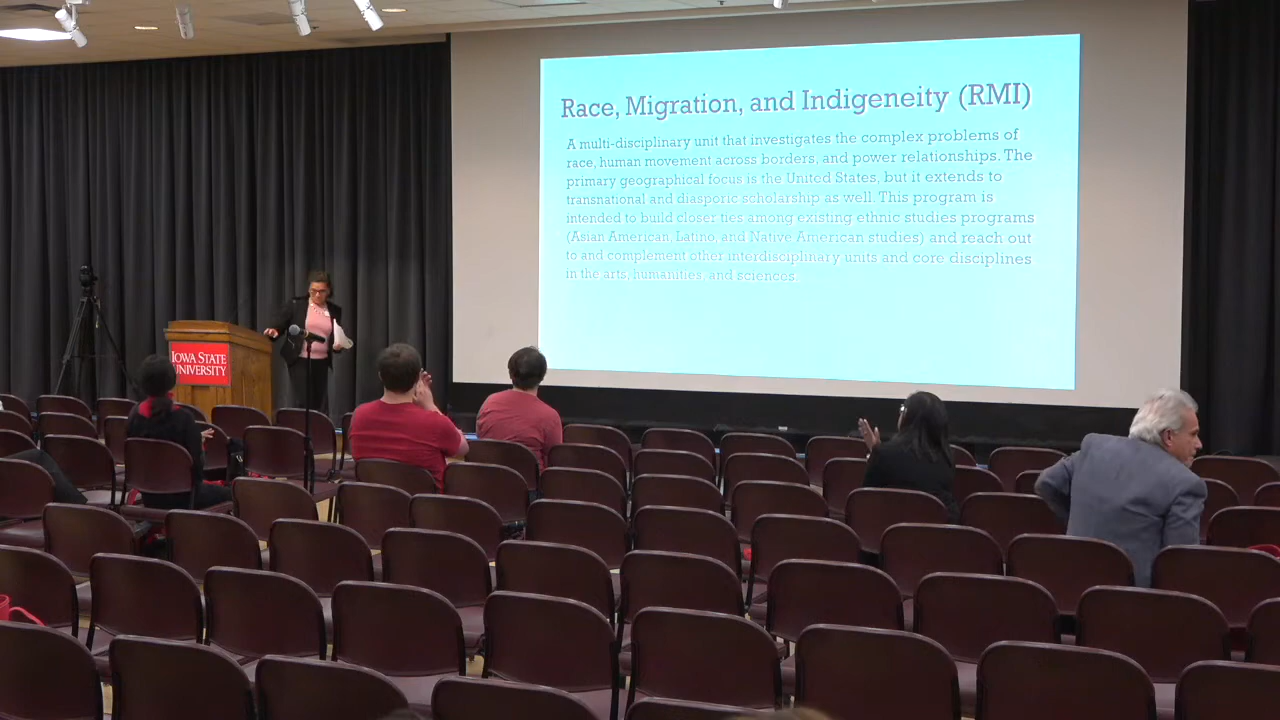 Race, Migration, and Indigeneity (RMI)
A multi-disciplinary unit that investigates the complex problems of
race, human movement across borders, and power relationships. The
primary geographical focus is the United States, but it extends to
transnational and diasporic scholarship as well. This program is
intended to build closer ties among existing ethnic studies programs
(Asian American, Latino, and Native American studies) and reach out
to and complement other interdisciplinary units and core disciplines
in the arts, humanities, and sciences.
IOWA STATE
UNIVERSITY